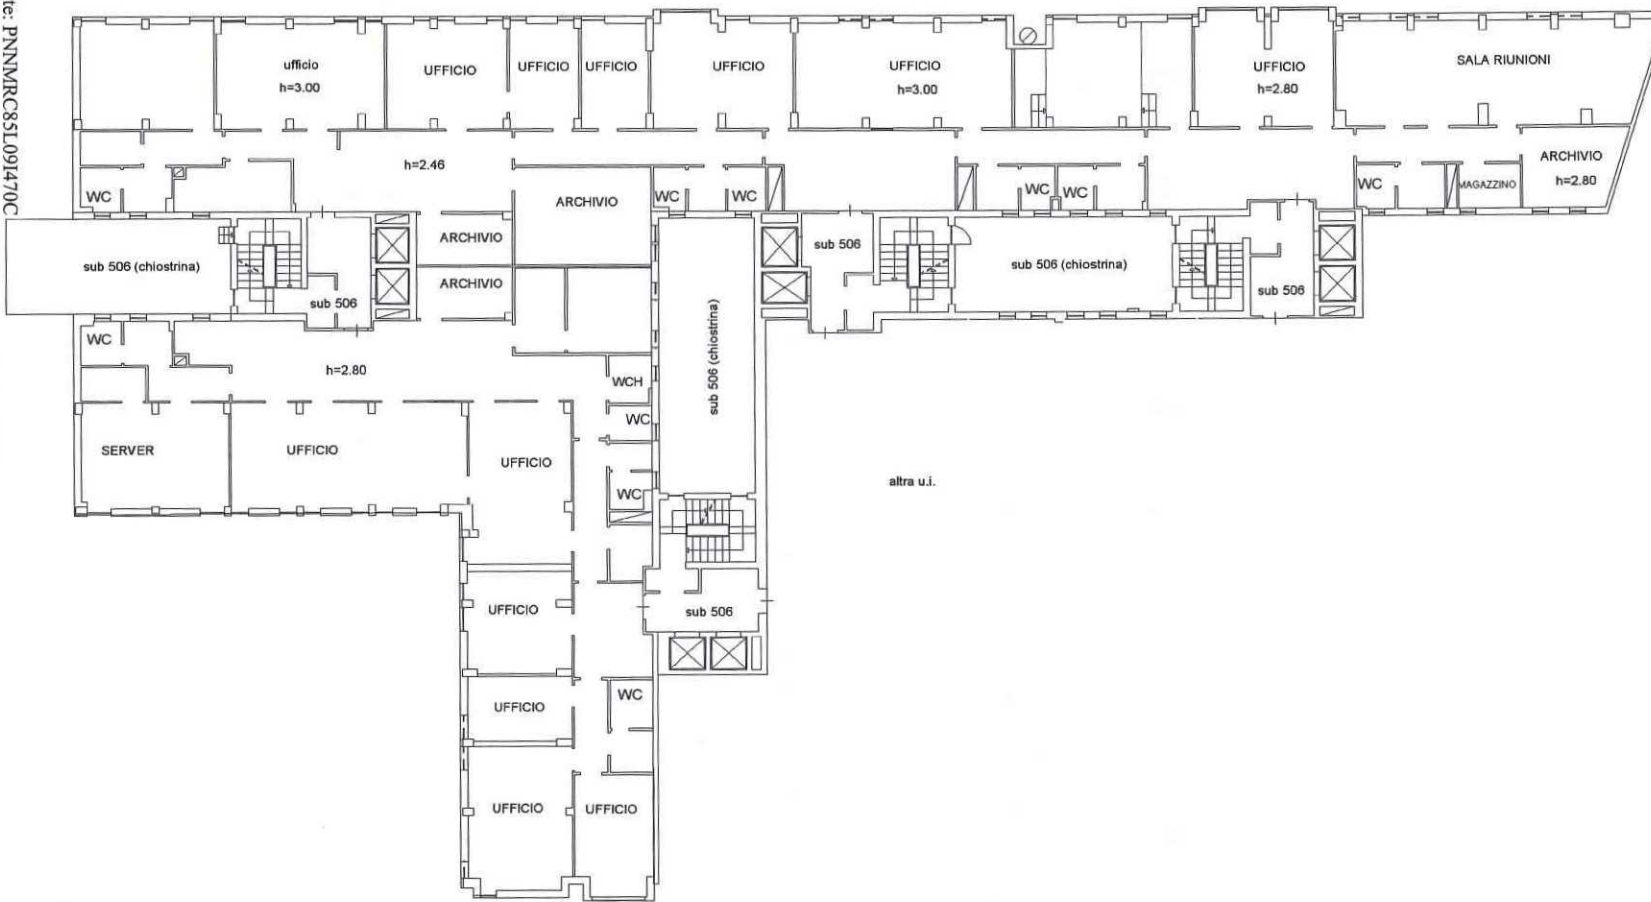 te: PNNMRC85L09I470C
ufficio
h=3.00
UFFICIO
UFFICIO
UFFICIO
UFFICIO
UFFICIO
h=3.00
UFFICIO
h=2.80
SALA RIUNIONI
h=2.46
ARCHIVIO
h=2.80
WC
ARCHIVIO
WC
WC
WC
WC
WC
MAGAZZINO
ARCHIVIO
sub 506
sub 506 (chiostrina)
sub 506 (chiostrina)
ARCHIVIO
sub 506
sub 506
WC
sub 506 (chiostrina)
h=2.80
WCH
WC
SERVER
UFFICIO
UFFICIO
WC
altra u.i.
UFFICIO
sub 506
UFFICIO
WC
UFFICIO
UFFICIO